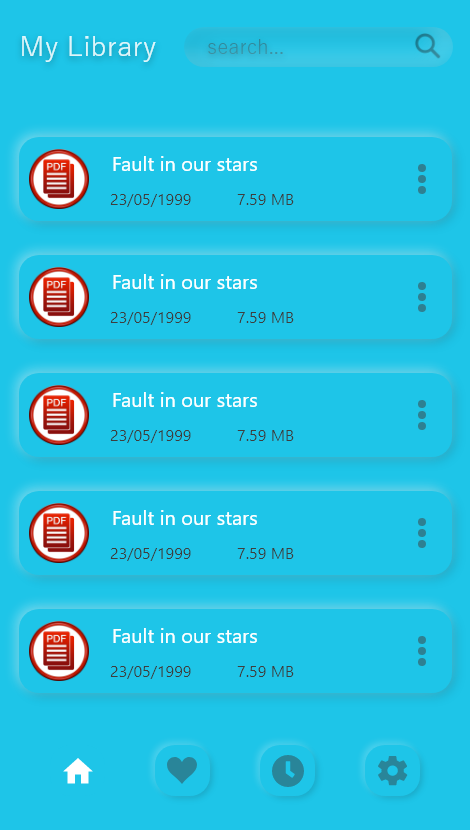 My Library
search...
PDF
Fault in our stars
23/05/1999 7.59 MB
PDF
Fault in our stars
23/05/1999 7.59 MB
PDF
Fault in our stars
23/05/1999 7.59 MB
PDF
Fault in our stars
23/05/1999 7.59 MB
PDF
Fault in our stars
23/05/1999 7.59 MB